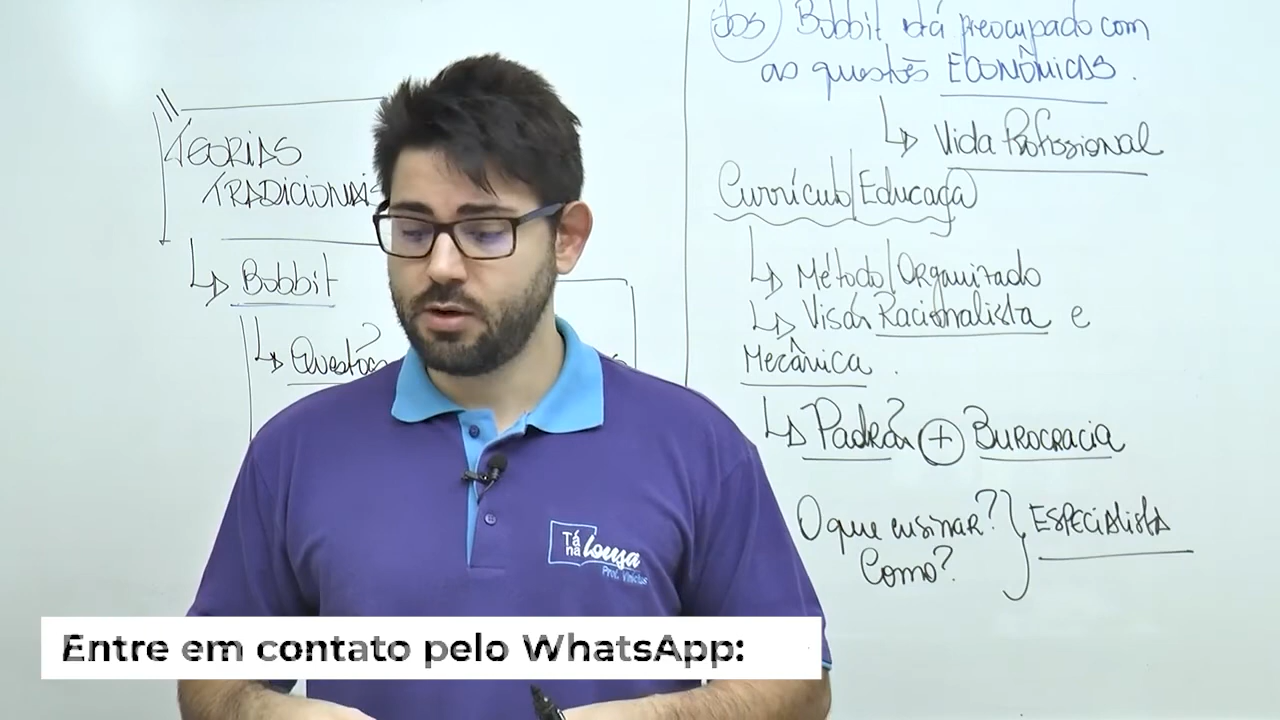 TEORIAS
TRADICIONAIS
Bobbit
Questões
Bobbit está preocupado com
as questões ECONÔMICAS.
Vida Profissional
Currículo/Educação
Método/Organizado
Visão Racionalista e
Mecânica.
Padrão + BUROCRACIA
O que ensinar? } ESPECIALISTA
Como?
Tá na lousa
Prof. Vinícius
Entre em contato pelo WhatsApp: